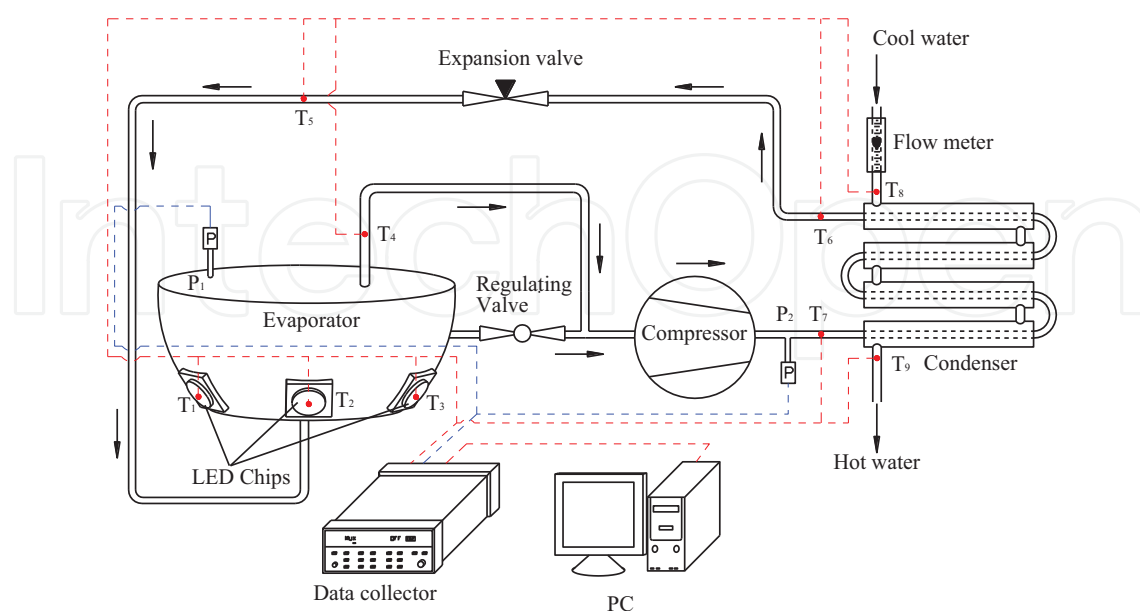 Cool water
Expansion valve
T5
Flow meter
T8
IntechOpen
T4
T6
P
P1
Regulating
Valve
Evaporator
Compressor
P2
T7
Condenser
T9
P
T1
T2
T3
LED Chips
Hot water
Data collector
PC